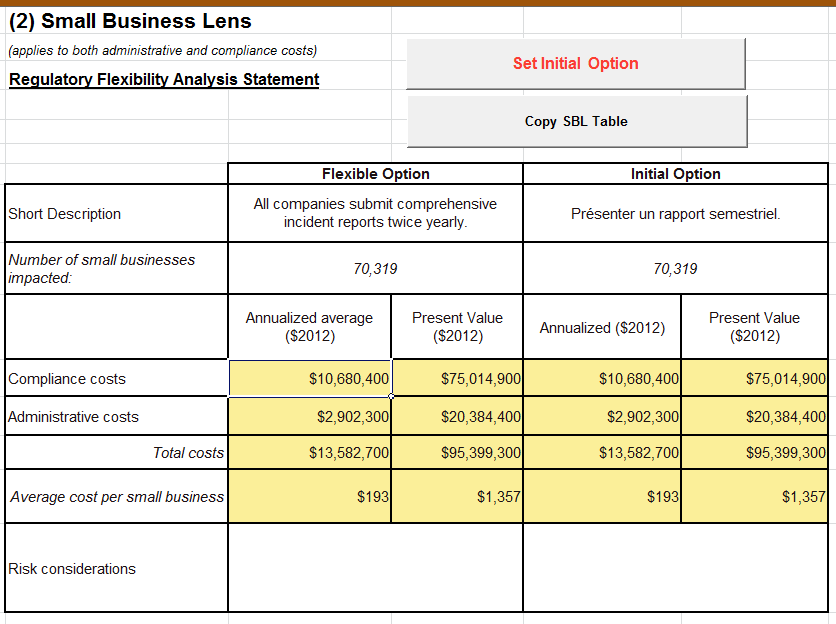 (2) Small Business Lens
(applies to both administrative and compliance costs)
Regulatory Flexibility Analysis Statement
Set Initial Option
Copy SBL Table
Flexible Option
Initial Option
Short Description
All companies submit comprehensive
incident reports twice yearly.
Présenter un rapport semestriel.
Number of small businesses
impacted:
70,319
70,319
Annualized average
($2012)
Present Value
($2012)
Annualized ($2012)
Present Value
($2012)
Compliance costs
$10,680,400
$75,014,900
$10,680,400
$75,014,900
Administrative costs
$2,902,300
$20,384,400
$2,902,300
$20,384,400
Total costs
$13,582,700
$95,399,300
$13,582,700
$95,399,300
Average cost per small business
$193
$1,357
$193
$1,357
Risk considerations